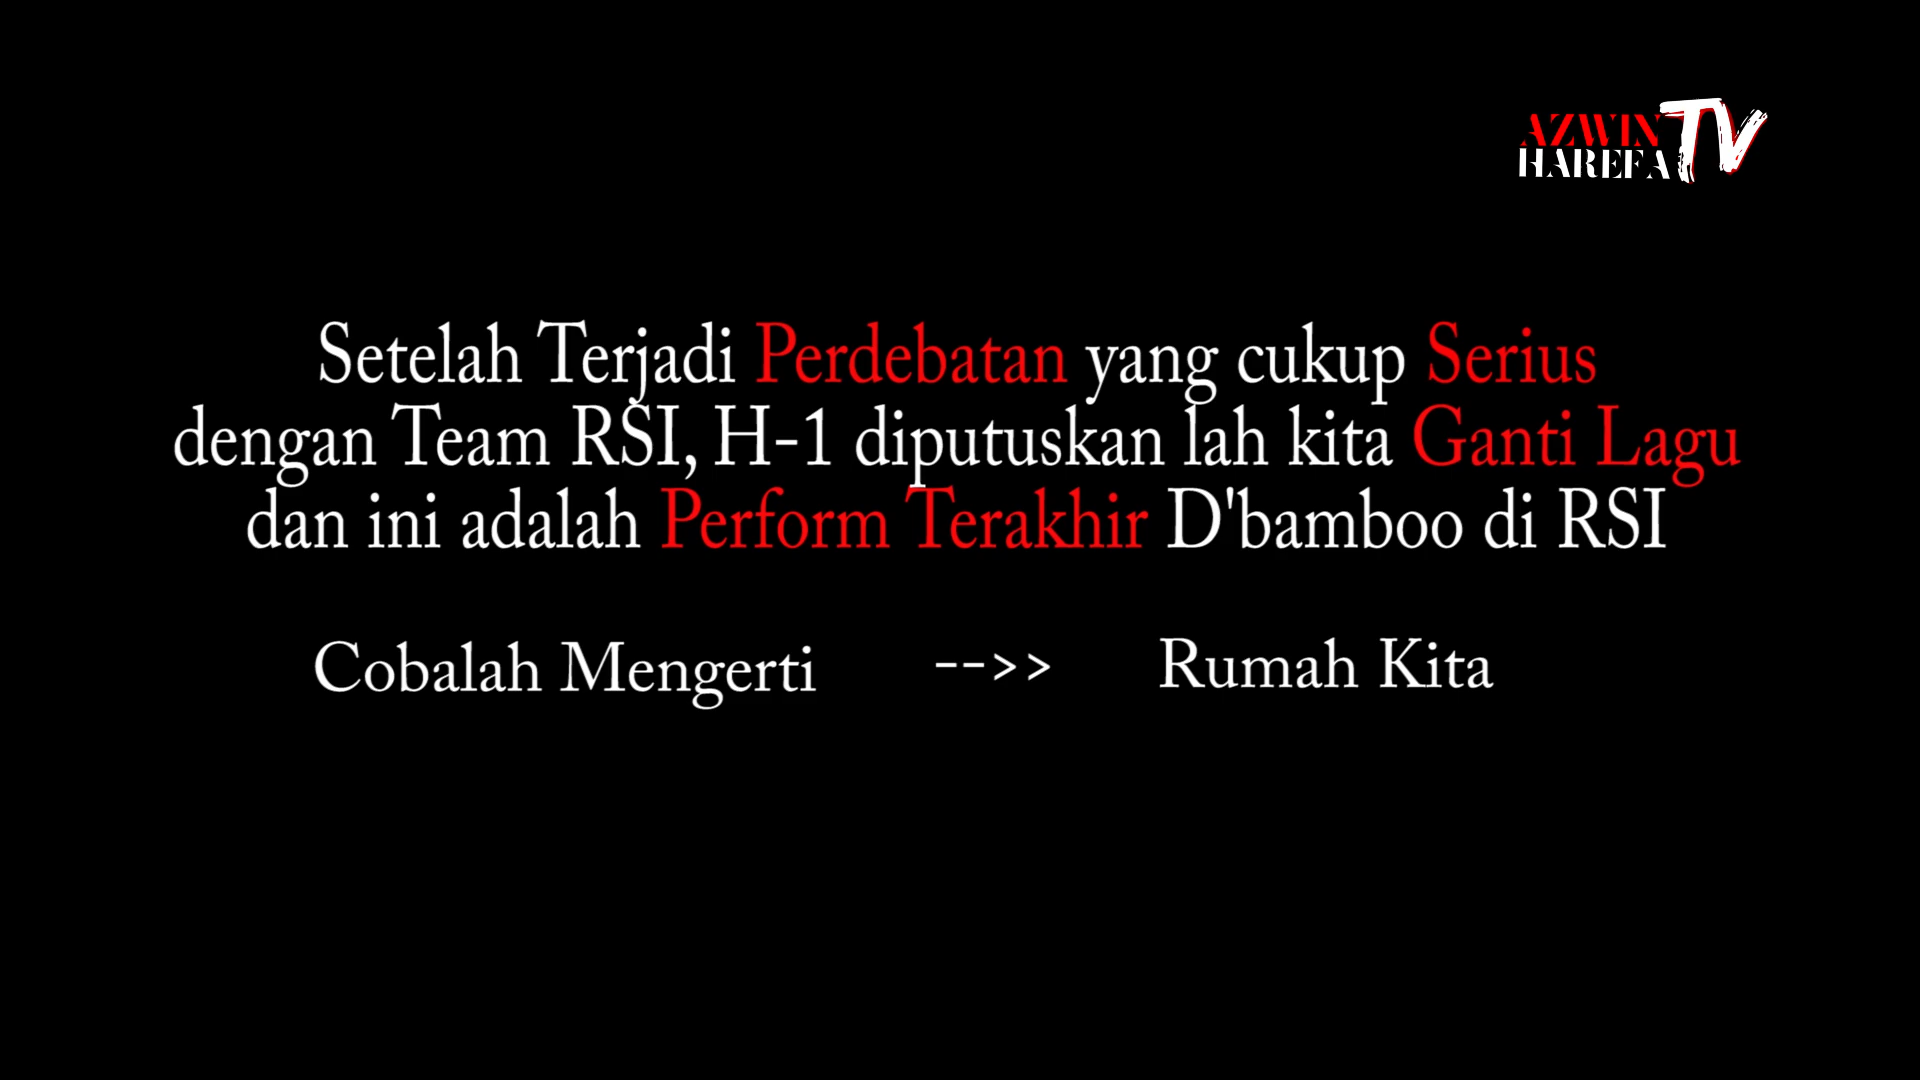 AZWIN TV
HAREFA
Setelah Terjadi Perdebatan yang cukup Serius
dengan Team RSI, H-1 diputuskan lah kita Ganti Lagu
dan ini adalah Perform Terakhir D'bamboo di RSI
Cobalah Mengerti -->> Rumah Kita